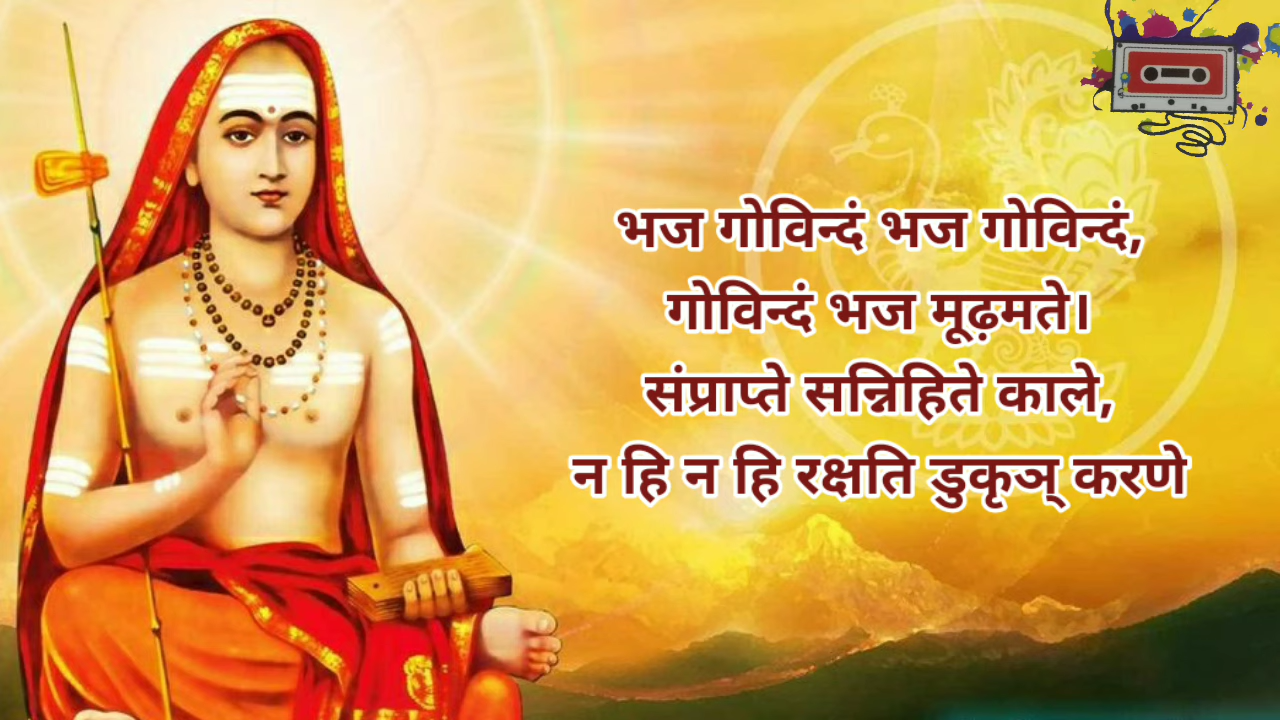 भज गोविन्दं भज गोविन्दं,
गोविन्दं भज मूढ़मते।
संप्राप्ते सन्निहिते काले,
न हि न हि रक्षति डुकृञ् करणे